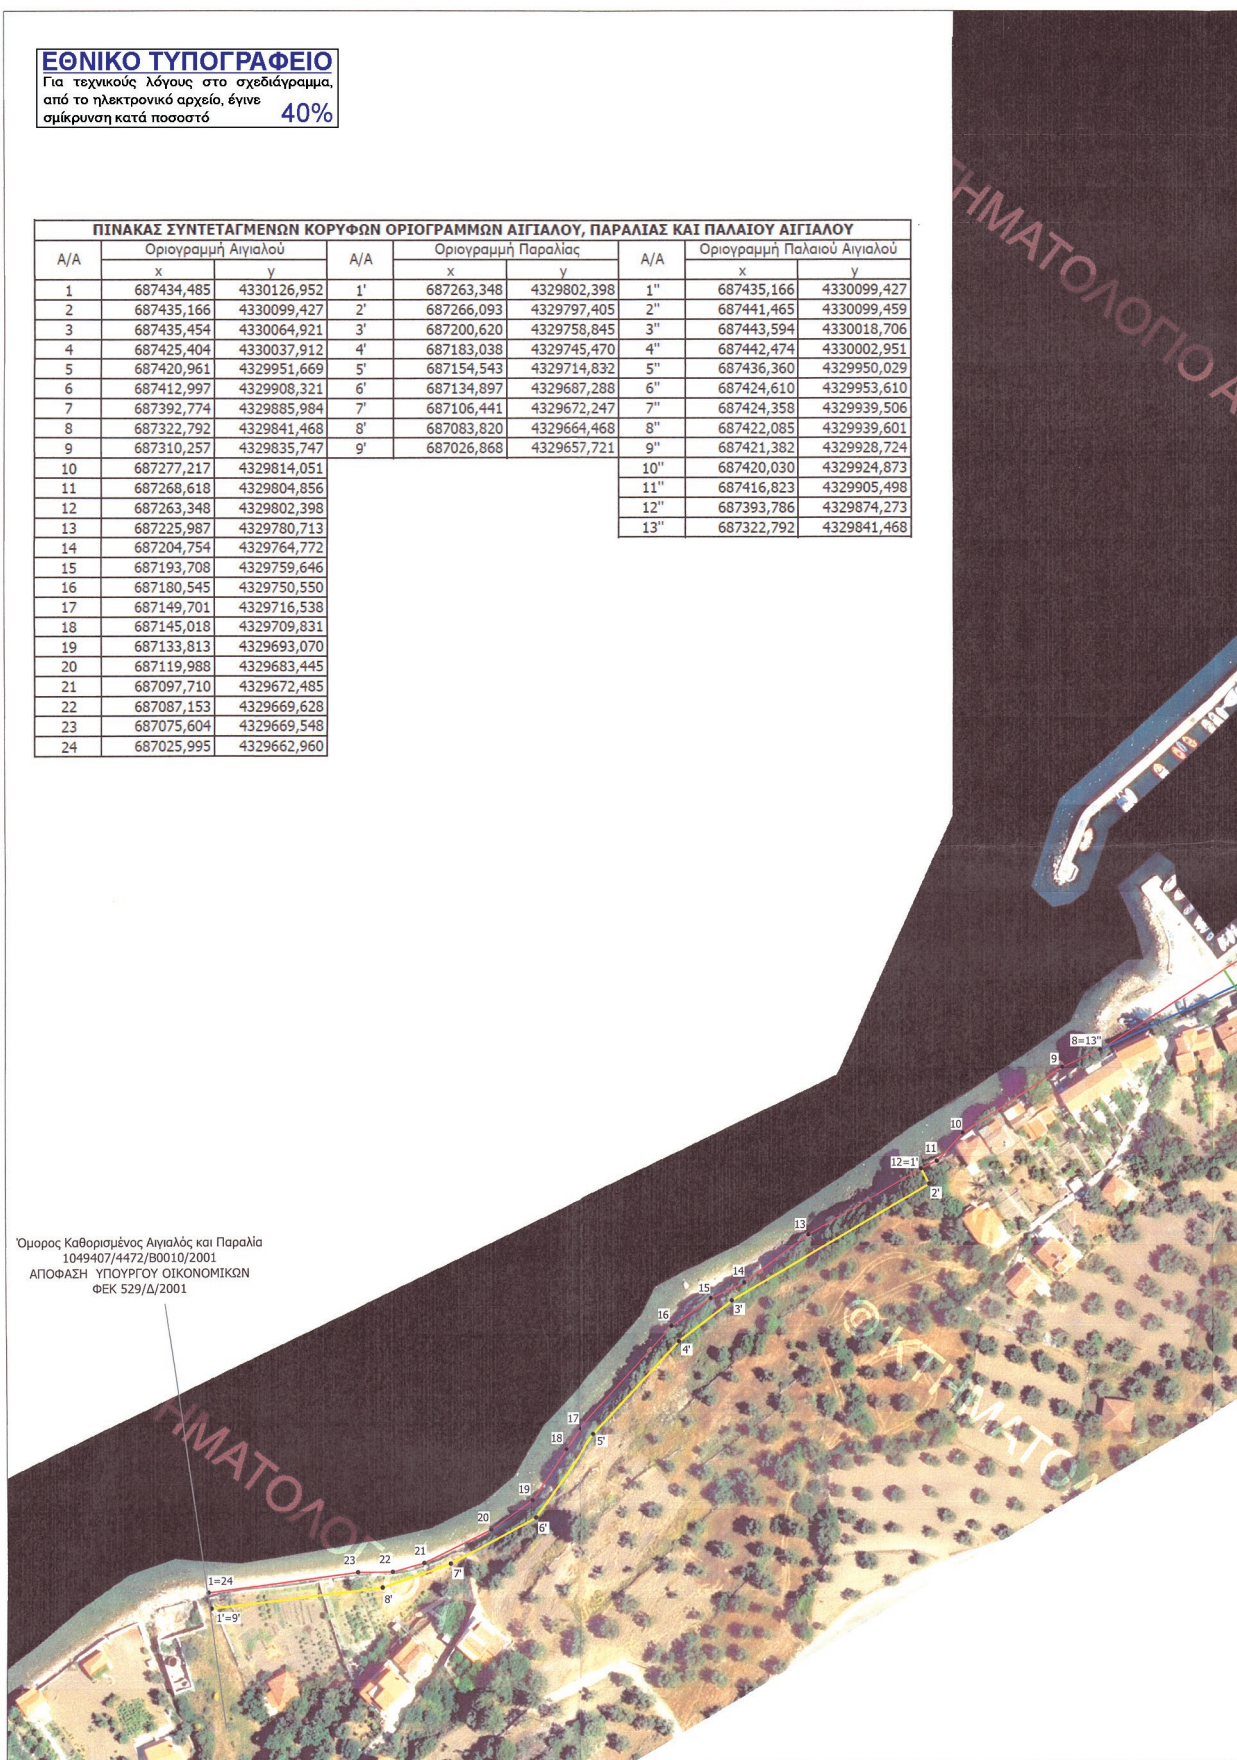 ΕΘΝΙΚΟ ΤΥΠΟΓΡΑΦΕΙΟ
Για τεχνικούς λόγους στο σχεδιάγραμμα,
από το ηλεκτρονικό αρχείο, έγινε
σμίκρυνση κατά ποσοστό 40%
ΠΙΝΑΚΑΣ ΣΥΝΤΕΤΑΓΜΕΝΩΝ ΚΟΡΥΦΩΝ ΟΡΙΟΓΡΑΜΜΩΝ ΑΙΓΙΑΛΟΥ, ΠΑΡΑΛΙΑΣ ΚΑΙ ΠΑΛΑΙΟΥ ΑΙΓΙΑΛΟΥ
Α/Α Οριογραμμή Αιγιαλού Α/Α Οριογραμμή Παραλίας Α/Α Οριογραμμή Παλαιού Αιγιαλού
x y x y x y
1 687434,485 4330126,952 1' 687263,348 4329802,398 1" 687435,166 4330099,427
2 687435,166 4330099,427 2' 687266,093 4329797,405 2" 687441,465 4330099,459
3 687435,454 4330064,921 3' 687200,620 4329758,845 3" 687443,594 4330018,706
4 687425,404 4330037,912 4' 687183,038 4329745,470 4" 687442,474 4330002,951
5 687420,961 4329951,669 5' 687154,543 4329714,832 5" 687436,360 4329950,029
6 687412,997 4329908,321 6' 687134,897 4329687,288 6" 687424,610 4329953,610
7 687392,774 4329885,984 7' 687106,441 4329672,247 7" 687424,358 4329939,506
8 687322,792 4329841,468 8' 687083,820 4329664,468 8" 687422,085 4329939,601
9 687310,257 4329835,747 9' 687026,868 4329657,721 9" 687421,382 4329928,724
10 687277,217 4329814,051 10" 687420,030 4329924,873
11 687268,618 4329804,856 11" 687416,823 4329905,498
12 687263,348 4329802,398 12" 687393,786 4329874,273
13 687225,987 4329780,713 13" 687322,792 4329841,468
14 687204,754 4329764,772
15 687193,708 4329759,646
16 687180,545 4329750,550
17 687149,701 4329716,538
18 687145,018 4329709,831
19 687133,813 4329693,070
20 687119,988 4329683,445
21 687097,710 4329672,485
22 687087,153 4329669,628
23 687075,604 4329669,548
24 687025,995 4329662,960
ΤΗΜΑΤΟΛΟΓΙΟ Α
8=13"
9
10
11
12=1'
2'
13
14
15
3'
16
4'
© ΚΤΗΜΑΤΟΛ
Όμορος Καθορισμένος Αιγιαλός και Παραλία
1049407/4472/Β0010/2001
ΑΠΟΦΑΣΗ ΥΠΟΥΡΓΟΥ ΟΙΚΟΝΟΜΙΚΩΝ
ΦΕΚ 529/Δ/2001
ΤΗΜΑΤΟΛΟΓ
17
5'
18
19
6'
20
21
7'
22
23
8'
1=24
1'=9'